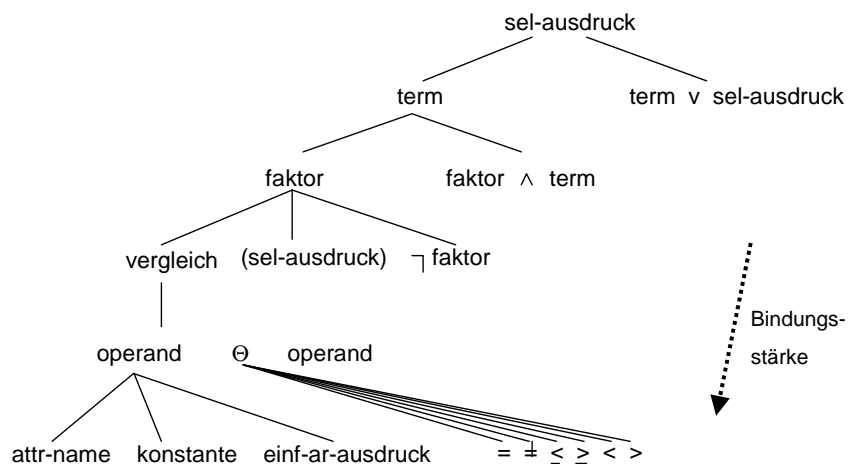 sel-ausdruck
term term v sel-ausdruck
faktor faktor ∧ term
vergleich (sel-ausdruck) ¬ faktor
Bindungs-
operand Θ operand
stärke
attr-name konstante einf-ar-ausdruck = ≠ ≤ ≥ < >